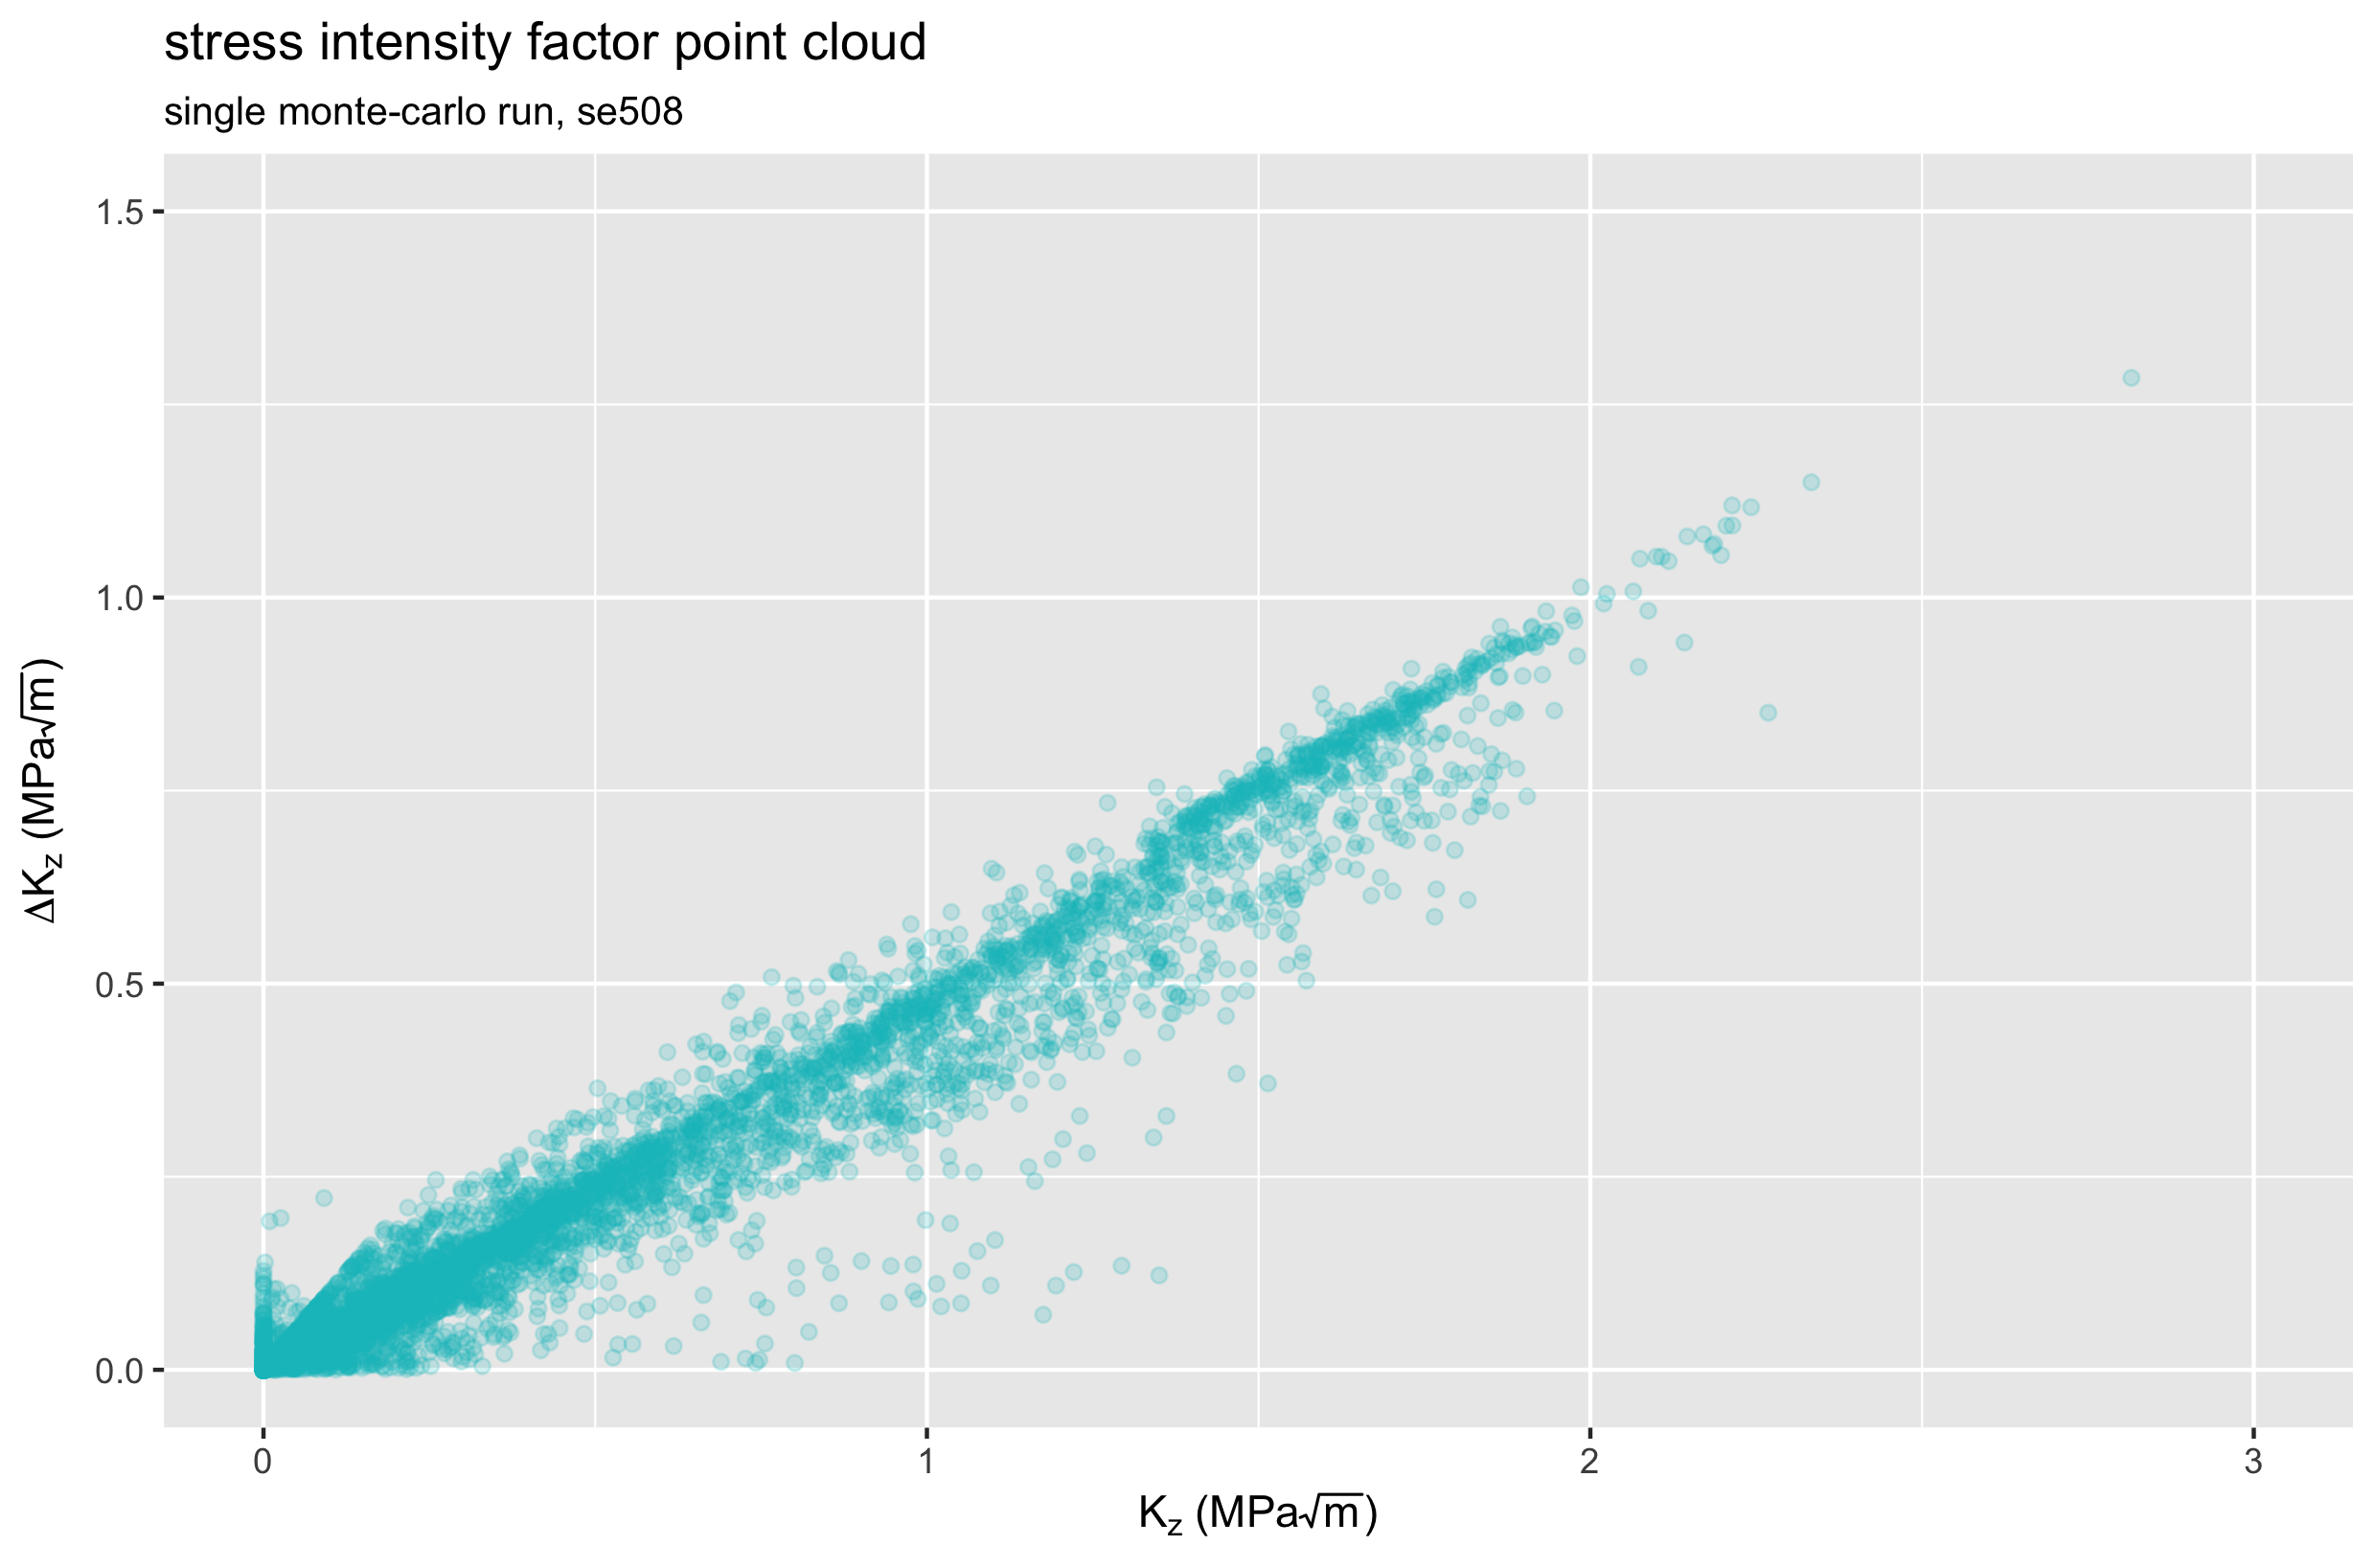 stress intensity factor point cloud
single monte-carlo run, se508
1.5
1.0
0.5
0.0
ΔKz (MPa√m)
0 1 2 3
Kz (MPa√m)